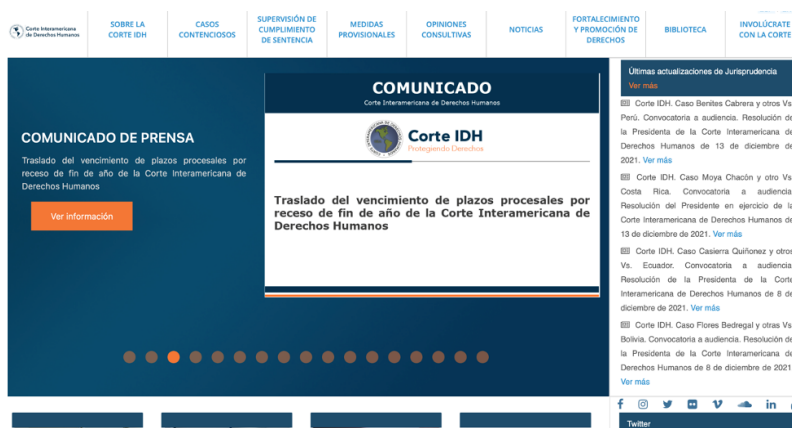 Corte Interamericana
de Derechos Humanos
SOBRE LA
CORTE IDH
CASOS
CONTENCIOSOS
SUPERVISIÓN DE
CUMPLIMIENTO
DE SENTENCIA
MEDIDAS
PROVISIONALES
OPINIONES
CONSULTIVAS
NOTICIAS
FORTALECIMIENTO
Y PROMOCIÓN DE
DERECHOS
BIBLIOTECA
INVOLÚCRATE
CON LA CORTE
COMUNICADO DE PRENSA
Traslado del vencimiento de plazos procesales por
receso de fin de año de la Corte Interamericana de
Derechos Humanos
Ver información
COMUNICADO
Corte Interamericana de Derechos Humanos
Corte IDH
Protegiendo Derechos
Traslado del vencimiento de plazos procesales por
receso de fin de año de la Corte Interamericana de
Derechos Humanos
Últimas actualizaciones de Jurisprudencia
Ver más
Corte IDH. Caso Benites Cabrera y otros Vs
Perú. Convocatoria a audiencia. Resolución de
la Presidenta de la Corte Interamericana de
Derechos Humanos de 13 de diciembre de
2021. Ver más
Corte IDH. Caso Moya Chacón y otro Vs
Costa Rica. Convocatoria a audiencia
Resolución del Presidente en ejercicio de la
Corte Interamericana de Derechos Humanos de
13 de diciembre de 2021. Ver más
Corte IDH. Caso Casierra Quiñonez y otros
Vs. Ecuador. Convocatoria a audiencia
Resolución de la Presidenta de la Corte
Interamericana de Derechos Humanos de 8 de
diciembre de 2021. Ver más
Corte IDH. Caso Flores Bedregal y otras Vs
Bolivia. Convocatoria a audiencia. Resolución de
la Presidenta de la Corte Interamericana de
Derechos Humanos de 8 de diciembre de 2021
Ver más
Twitter